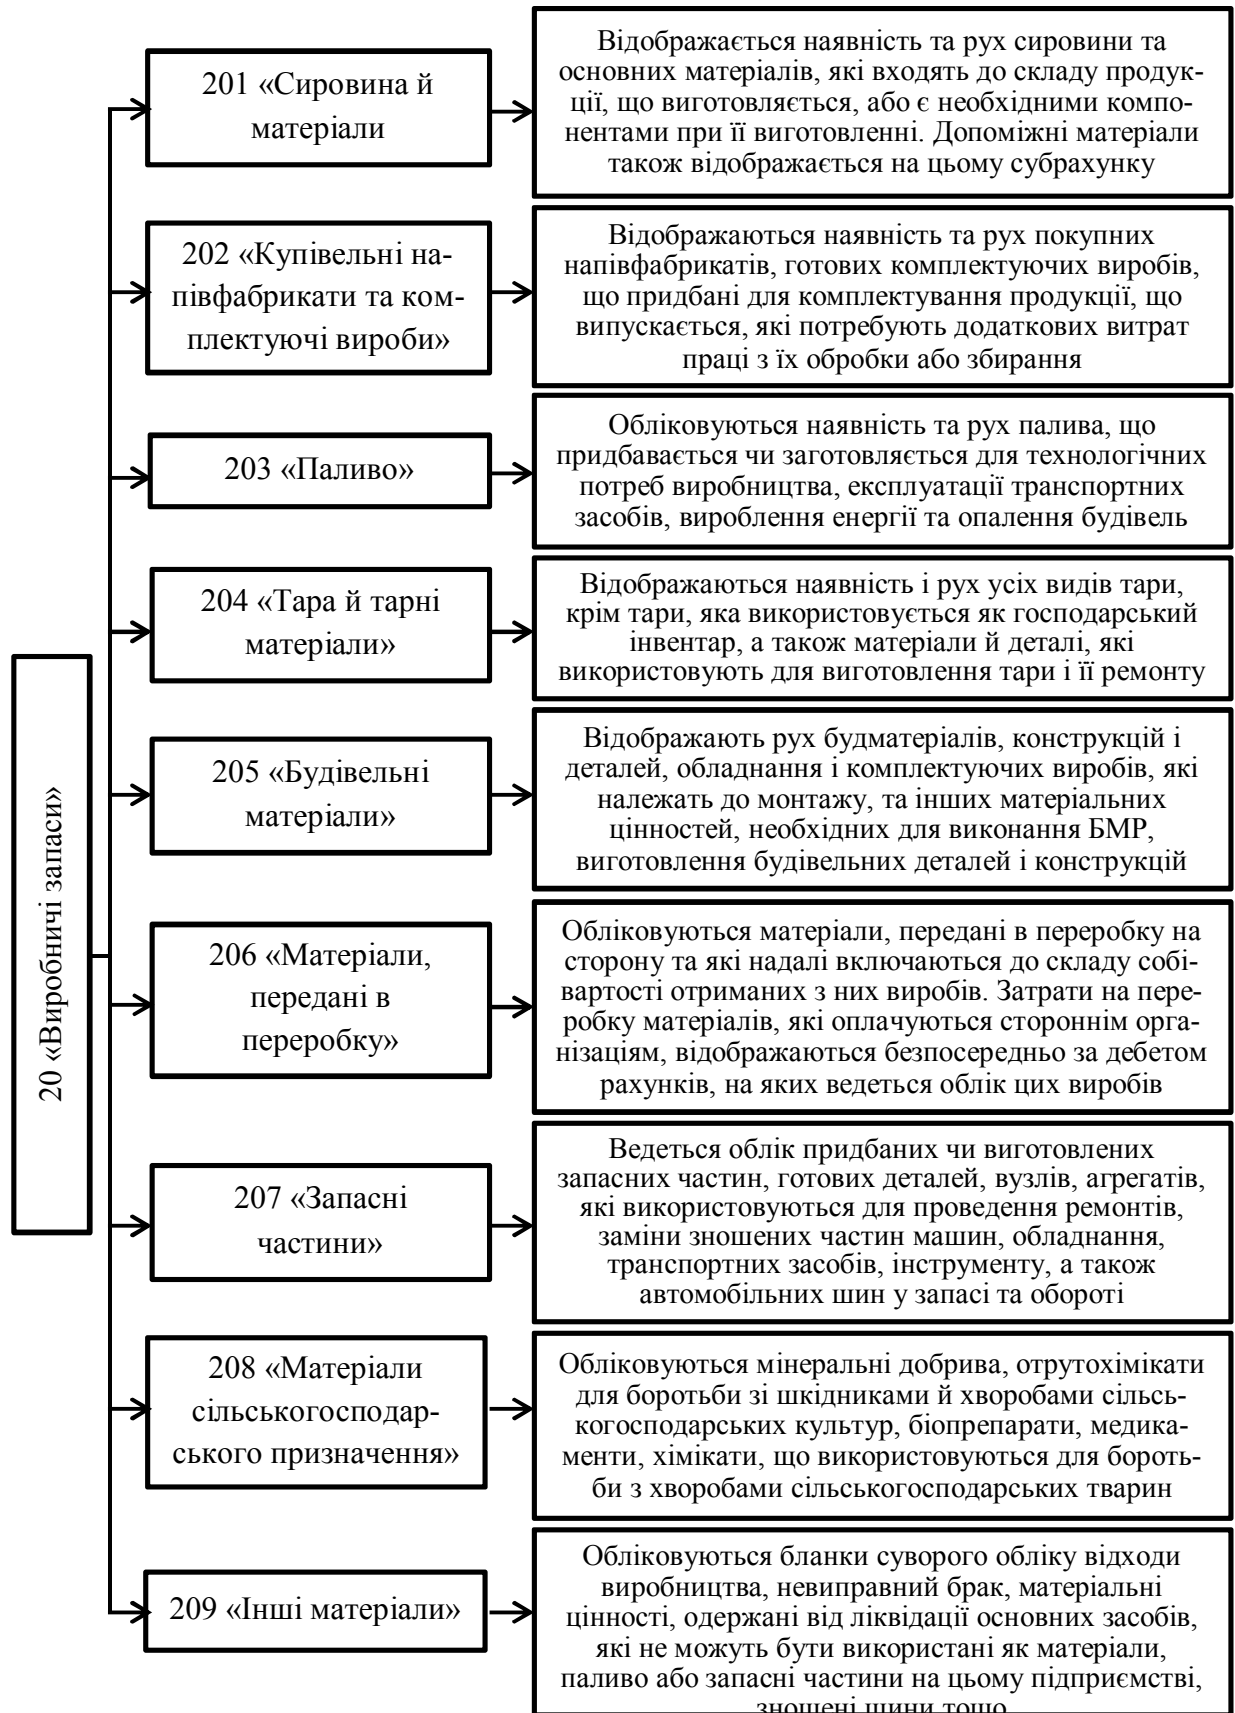 20 «Виробничі запаси»
201 «Сировина й
матеріали
Відображається наявність та рух сировини та
основних матеріалів, які входять до складу продук-
ції, що виготовляється, або є необхідними компо-
нентами при її виготовленні. Допоміжні матеріали
також відображається на цьому субрахунку
202 «Купівельні на-
півфабрикати та ком-
плектуючі вироби»
Відображаються наявність та рух покупних
напівфабрикатів, готових комплектуючих виробів,
що придбані для комплектування продукції, що
випускається, які потребують додаткових витрат
праці з їх обробки або збирання
203 «Паливо»
Обліковуються наявність та рух палива, що
придбавається чи заготовляється для технологічних
потреб виробництва, експлуатації транспортних
засобів, вироблення енергії та опалення будівель
204 «Тара й тарні
матеріали»
Відображаються наявність і рух усіх видів тари,
крім тари, яка використовується як господарський
інвентар, а також матеріали й деталі, які
використовують для виготовлення тари і її ремонту
205 «Будівельні
матеріали»
Відображають рух будматеріалів, конструкцій і
деталей, обладнання і комплектуючих виробів, які
належать до монтажу, та інших матеріальних
цінностей, необхідних для виконання БМР,
виготовлення будівельних деталей і конструкцій
206 «Матеріали,
передані в
переробку»
Обліковуються матеріали, передані в переробку на
сторону та які надалі включаються до складу собі-
вартості отриманих з них виробів. Затрати на пере-
робку матеріалів, які оплачуються стороннім орга-
нізаціям, відображаються безпосередньо за дебетом
рахунків, на яких ведеться облік цих виробів
207 «Запасні
частини»
Ведеться облік придбаних чи виготовлених
запасних частин, готових деталей, вузлів, агрегатів,
які використовуються для проведення ремонтів,
заміни зношених частин машин, обладнання,
транспортних засобів, інструменту, а також
автомобільних шин у запасі та обороті
208 «Матеріали
сільськогосподар-
ського призначення»
Обліковуються мінеральні добрива, отрутохімікати
для боротьби зі шкідниками й хворобами сільсь-
когосподарських культур, біопрепарати, медика-
менти, хімікати, що використовуються для бороть-
би з хворобами сільськогосподарських тварин
209 «Інші матеріали»
Обліковуються бланки суворого обліку відходи
виробництва, невиправний брак, матеріальні
цінності, одержані від ліквідації основних засобів,
які не можуть бути використані як матеріали,
паливо або запасні частини на цьому підприємстві,
зношені шини тощо